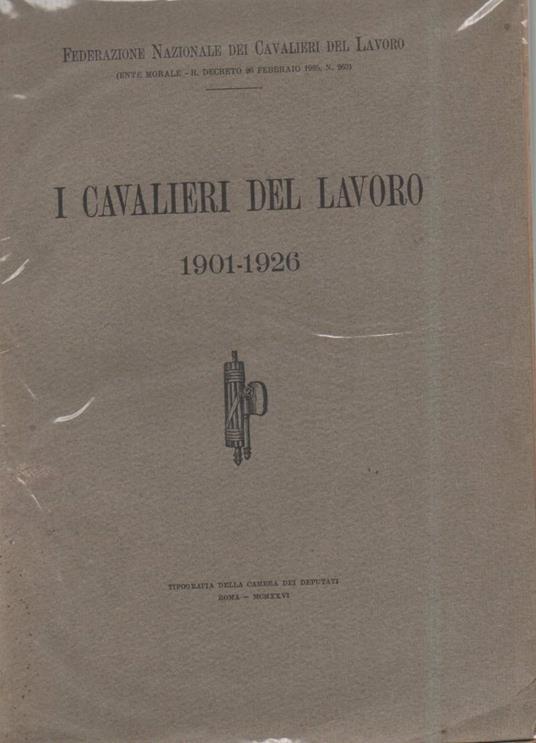 Federazione Nazionale dei Cavalieri del Lavoro
(ENTE MORALE - R. DECRETO 26 FEBBRAIO 1925, N. 263)
I CAVALIERI DEL LAVORO
1901-1926
TIPOGRAFIA DELLA CAMERA DEI DEPUTATI
ROMA — MCMXXVI